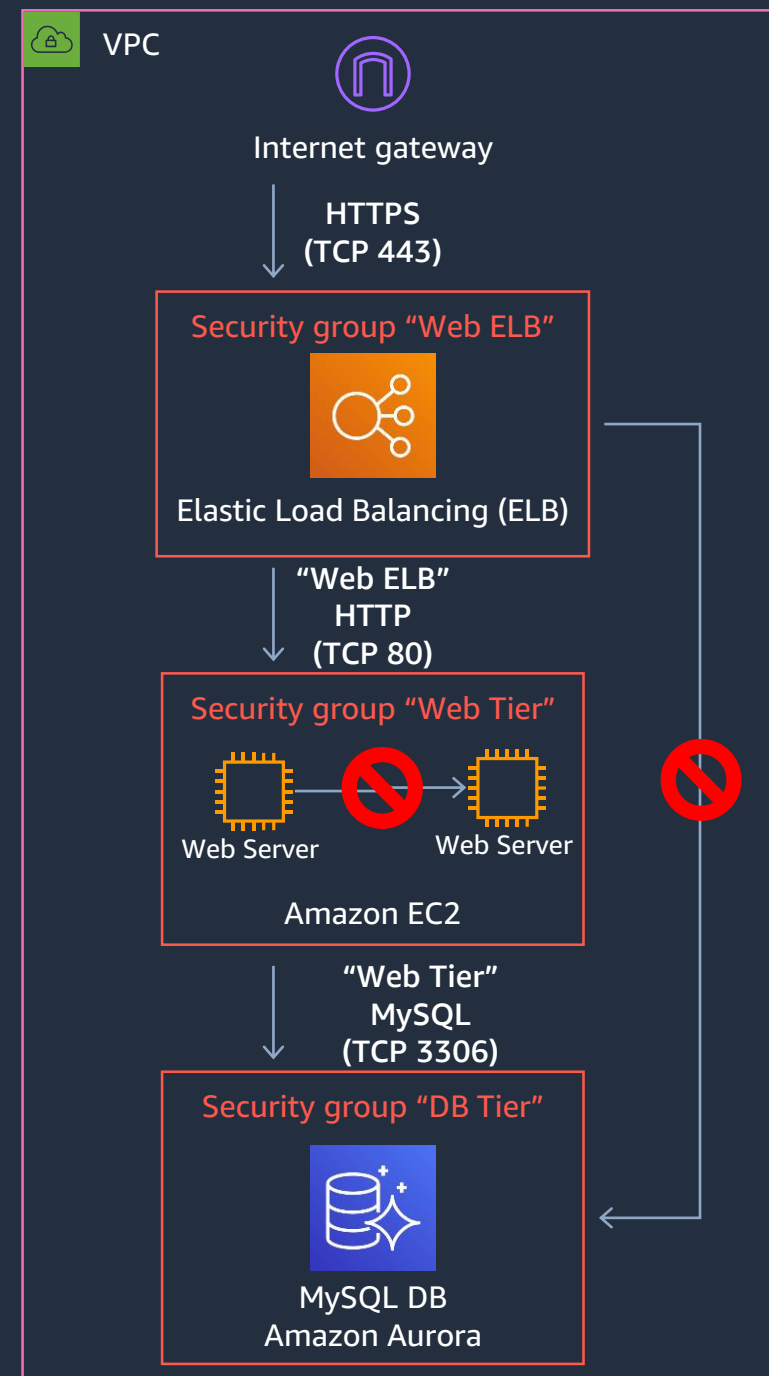 VPC
Internet gateway
HTTPS
(TCP 443)
Security group “Web ELB”
Elastic Load Balancing (ELB)
“Web ELB”
HTTP
(TCP 80)
Security group “Web Tier”
Web Server
Web Server
Amazon EC2
“Web Tier”
MySQL
(TCP 3306)
Security group “DB Tier”
MySQL DB
Amazon Aurora